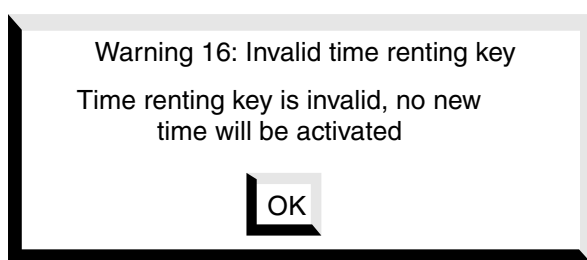 Warning 16: Invalid time renting key
Time renting key is invalid, no new
time will be activated
OK